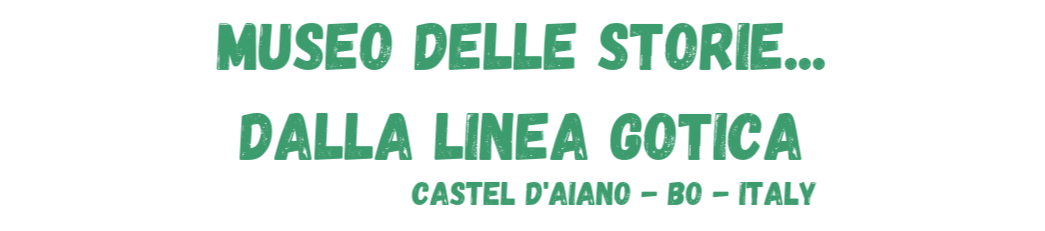 MUSEO DELLE STORIE...
DALLA LINEA GOTICA
CASTEL D'AIANO - BO - ITALY